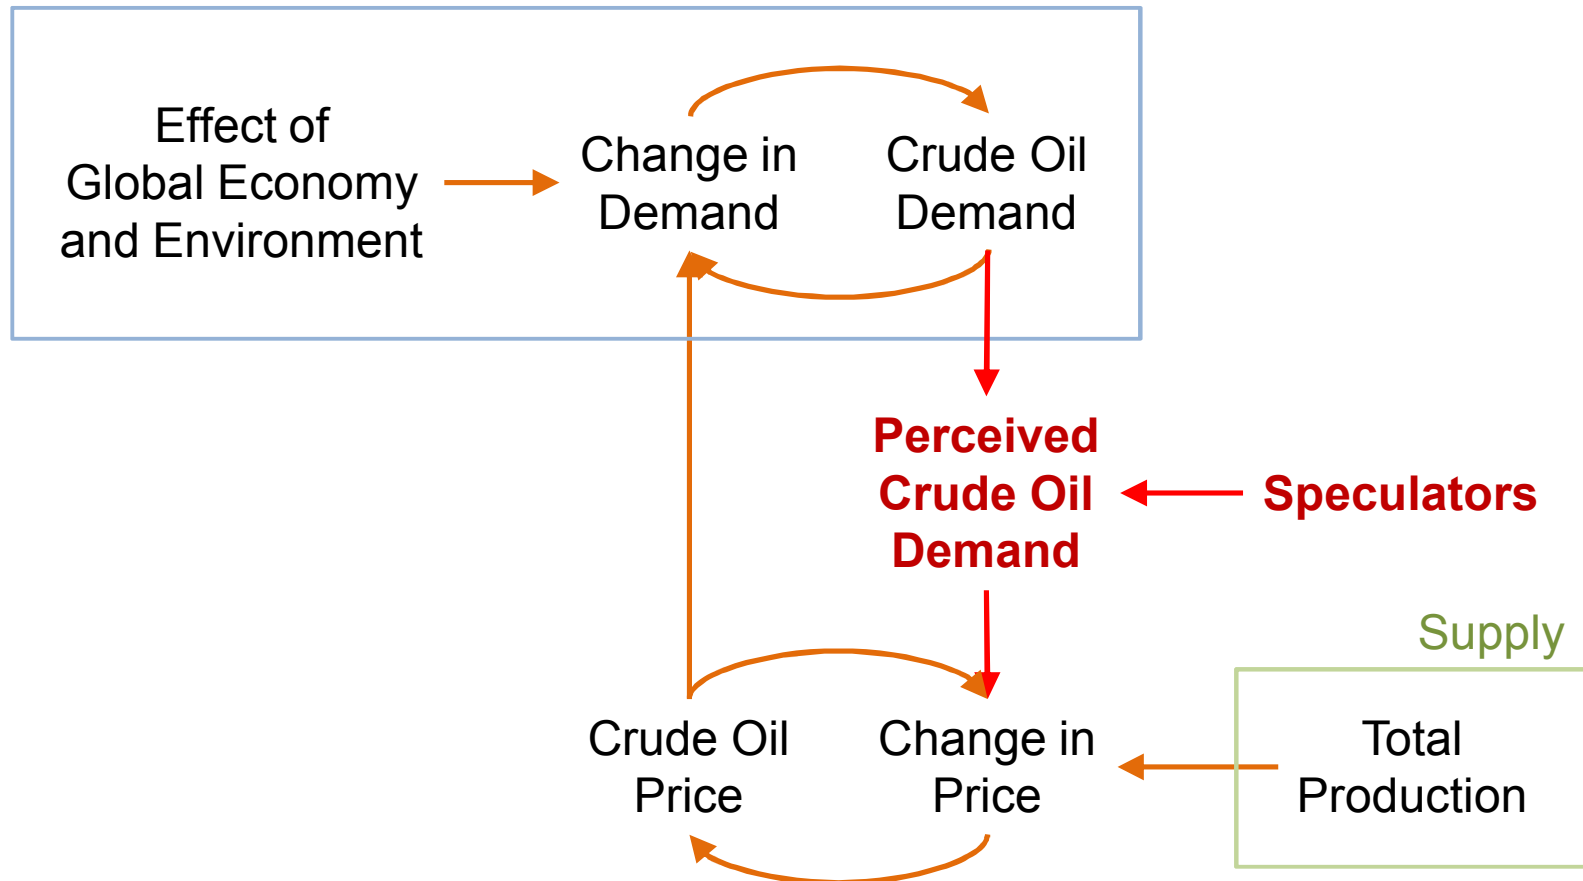 Effect of
Global Economy
and Environment
Change in
Demand
Crude Oil
Demand
Perceived
Crude Oil
Demand
Speculators
Supply
Crude Oil
Price
Change in
Price
Total
Production